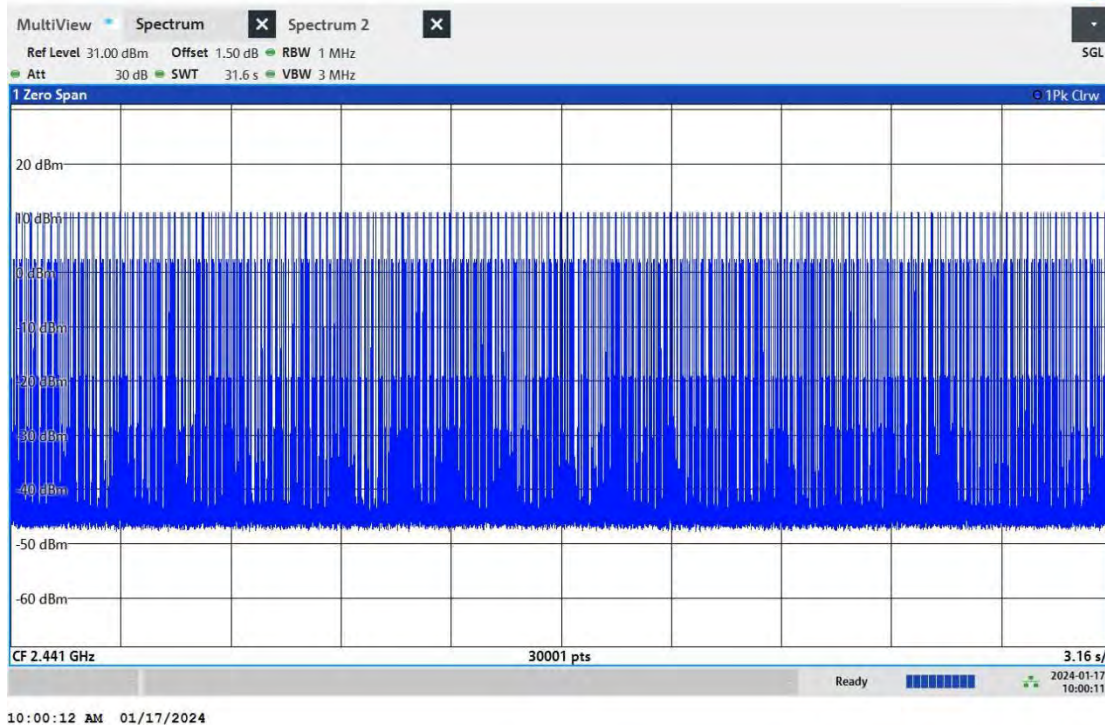 MultiView Spectrum X Spectrum 2 X
Ref Level 31.00 dBm Offset 1.50 dB RBW 1 MHz SGL
Att 30 dB SWT 31.6 s VBW 3 MHz
1 Zero Span 1Pk Clrw
20 dBm
10 dBm
0 dBm
-10 dBm
-20 dBm
-30 dBm
-40 dBm
-50 dBm
-60 dBm
CF 2.441 GHz 30001 pts 3.16 s/
Ready 2024-01-17
10:00:11
10:00:12 AM 01/17/2024